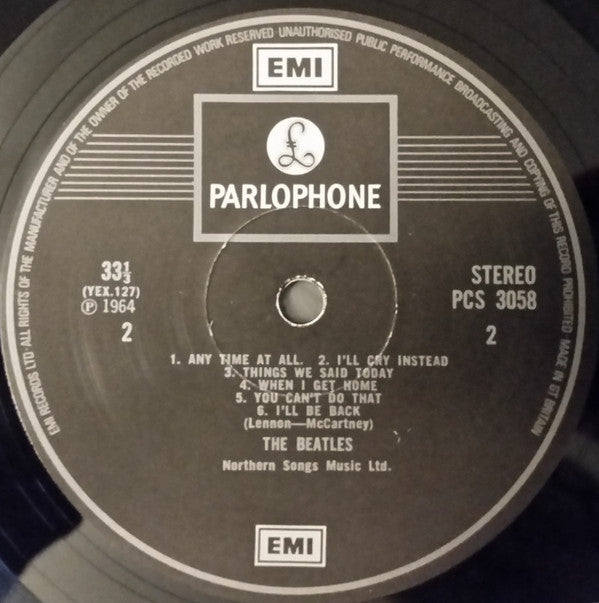 EMI RECORDS LTD · ALL RIGHTS OF THE MANUFACTURER AND OF THE OWNER OF THE RECORDED WORK RESERVED · UNAUTHORISED PUBLIC PERFORMANCE BROADCASTING AND COPYING OF THIS RECORD PROHIBITED · MADE IN GT BRITAIN
EMI
£
PARLOPHONE
33⅓
(YEX.127)
Ⓟ 1964
2
STEREO
PCS 3058
2
1. ANY TIME AT ALL. 2. I'LL CRY INSTEAD
3. THINGS WE SAID TODAY
4. WHEN I GET HOME
5. YOU CAN'T DO THAT
6. I'LL BE BACK
(Lennon—McCartney)
THE BEATLES
Northern Songs Music Ltd.
EMI